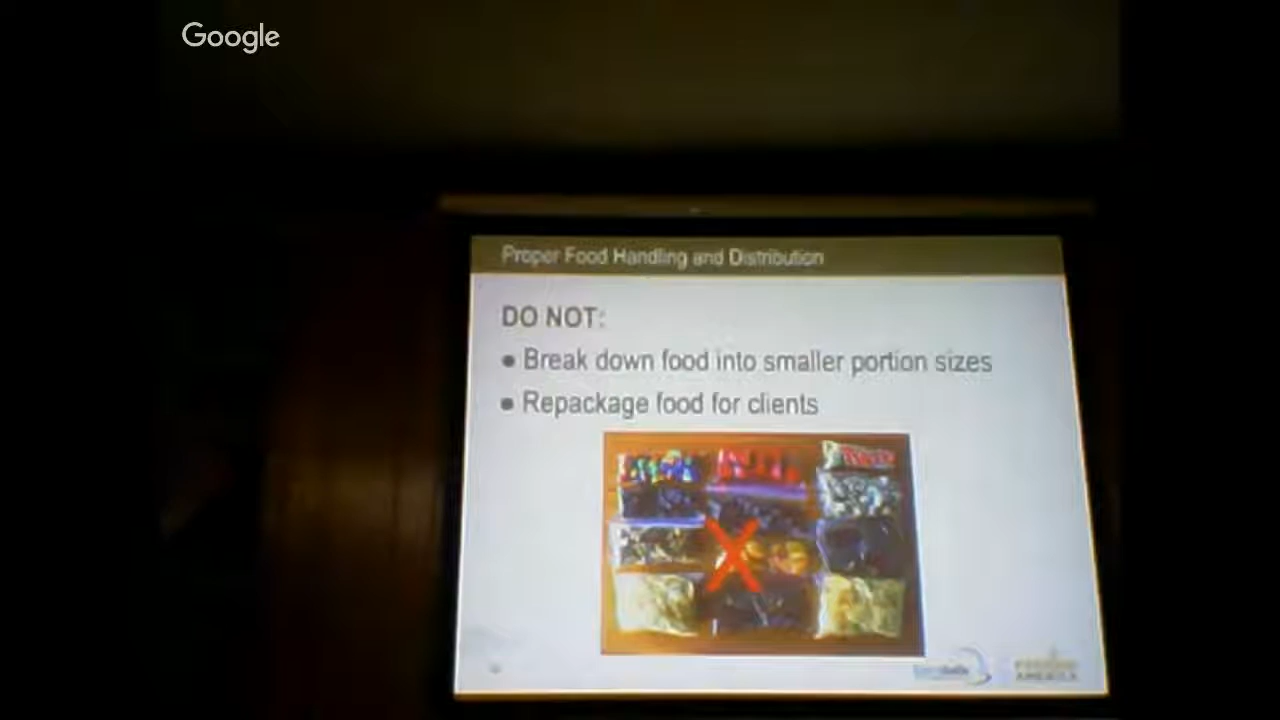 Google
Proper Food Handling and Distribution
DO NOT:
● Break down food into smaller portion sizes
● Repackage food for clients
AMERICA